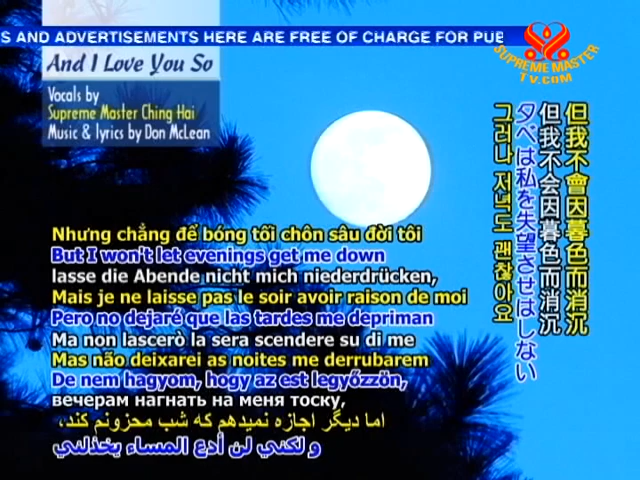 S AND ADVERTISEMENTS HERE ARE FREE OF CHARGE FOR PUB
SUPREME MASTER
TV.COM
And I Love You So
Vocals by
Supreme Master Ching Hai
Music & lyrics by Don McLean
但我不會因暮色而消沉
但我不会因暮色而消沉
夕べは私を失望させはしない
그러나 저녁도 괜찮아요
Nhưng chẳng để bóng tối chôn sâu đời tôi
But I won't let evenings get me down
lasse die Abende nicht mich niederdrücken,
Mais je ne laisse pas le soir avoir raison de moi
Pero no dejaré que las tardes me depriman
Ma non lascerò la sera scendere su di me
Mas não deixarei as noites me derrubarem
De nem hagyom, hogy az est legyőzzön,
вечерам нагнать на меня тоску,
اما دیگر اجازه نمیدهم که شب محزونم کند،
و لكني لن أدع المساء يخذلني